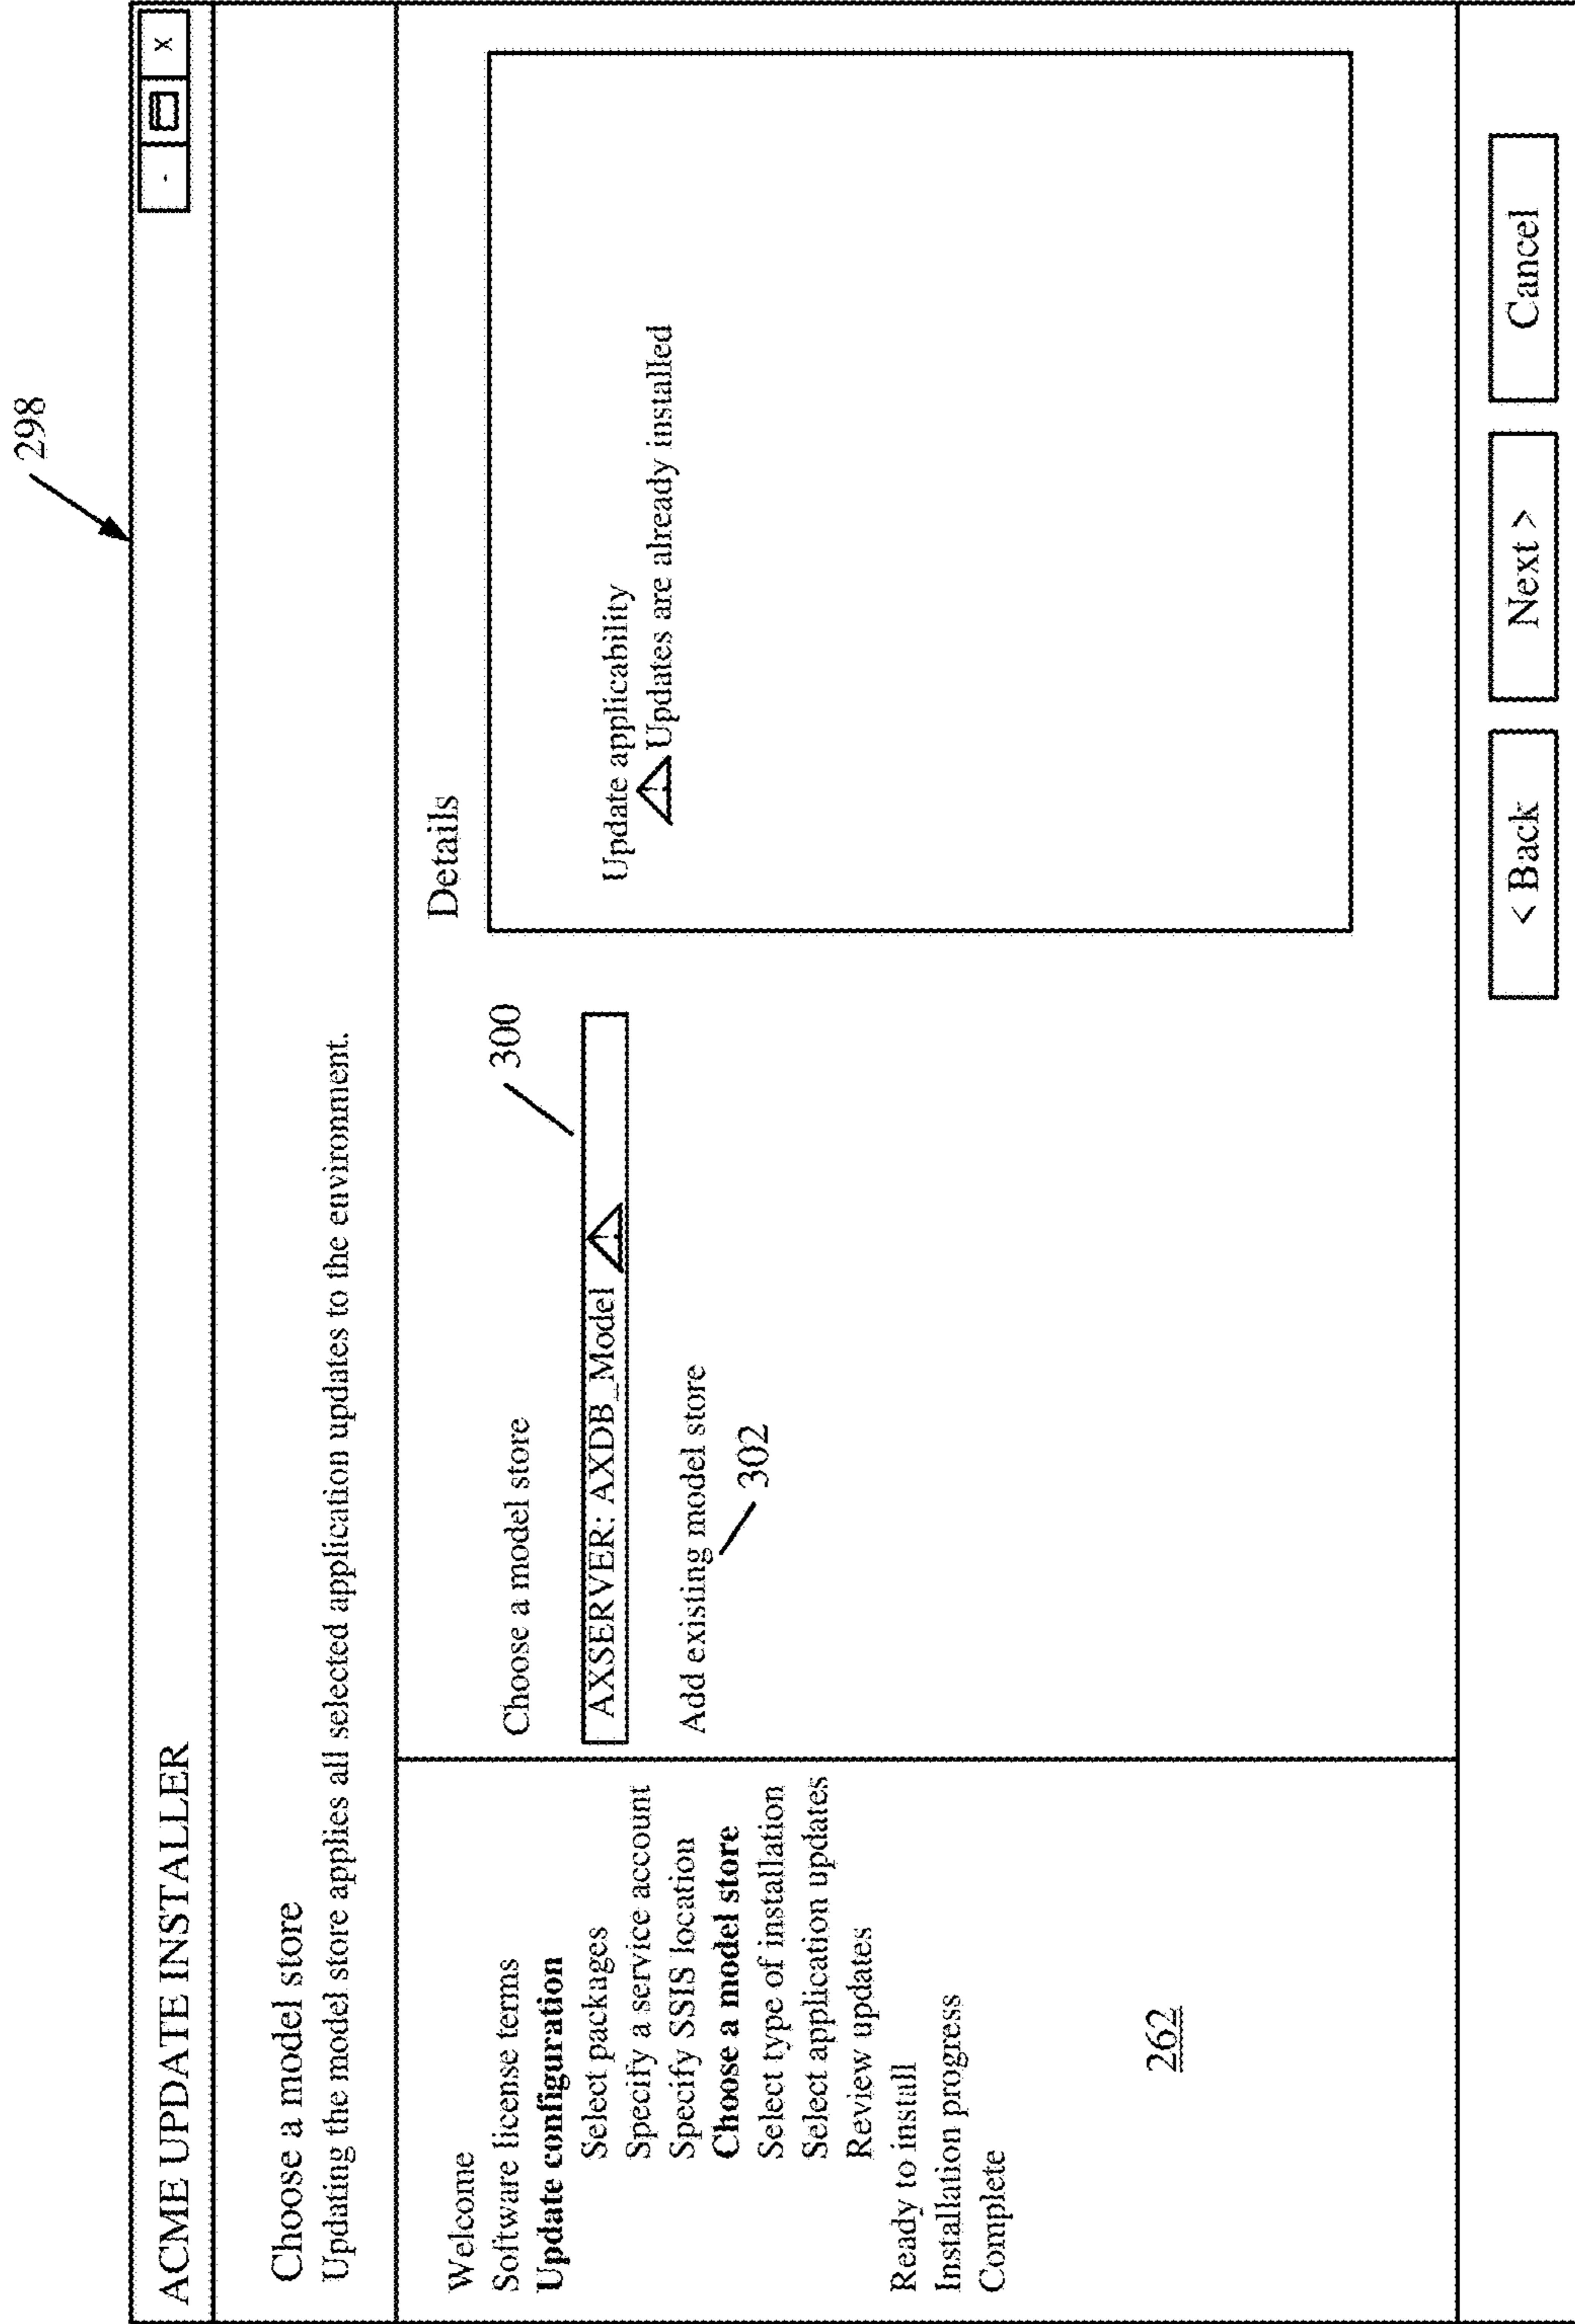 298
ACME UPDATE INSTALLER
- x
Choose a model store
Updating the model store applies all selected application updates to the environment.
Welcome
Software license terms
Update configuration
Select packages
Specify a service account
Specify SSIS location
Choose a model store
Select type of installation
Select application updates
Review updates
Ready to install
Installation progress
Complete
262
Choose a model store
300
AXSERVER: AXDB_Model !
Add existing model store
302
Details
Update applicability
! Updates are already installed
< Back
Next >
Cancel